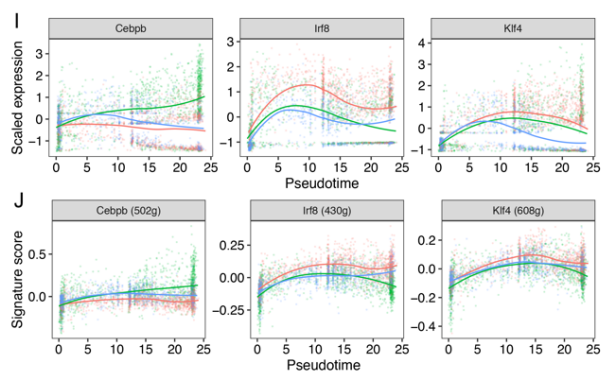 I
Cebpb Irf8 Klf4
Scaled expression
3 2 1 0 −1
3 2 1 0 −1
4 3 2 1 0 −1
0 5 10 15 20 25 0 5 10 15 20 25 0 5 10 15 20 25
Pseudotime
J
Cebpb (502g) Irf8 (430g) Klf4 (608g)
Signature score
0.5 0.0
0.25 0.00 −0.25
0.2 0.0 −0.2 −0.4
0 5 10 15 20 25 0 5 10 15 20 25 0 5 10 15 20 25
Pseudotime